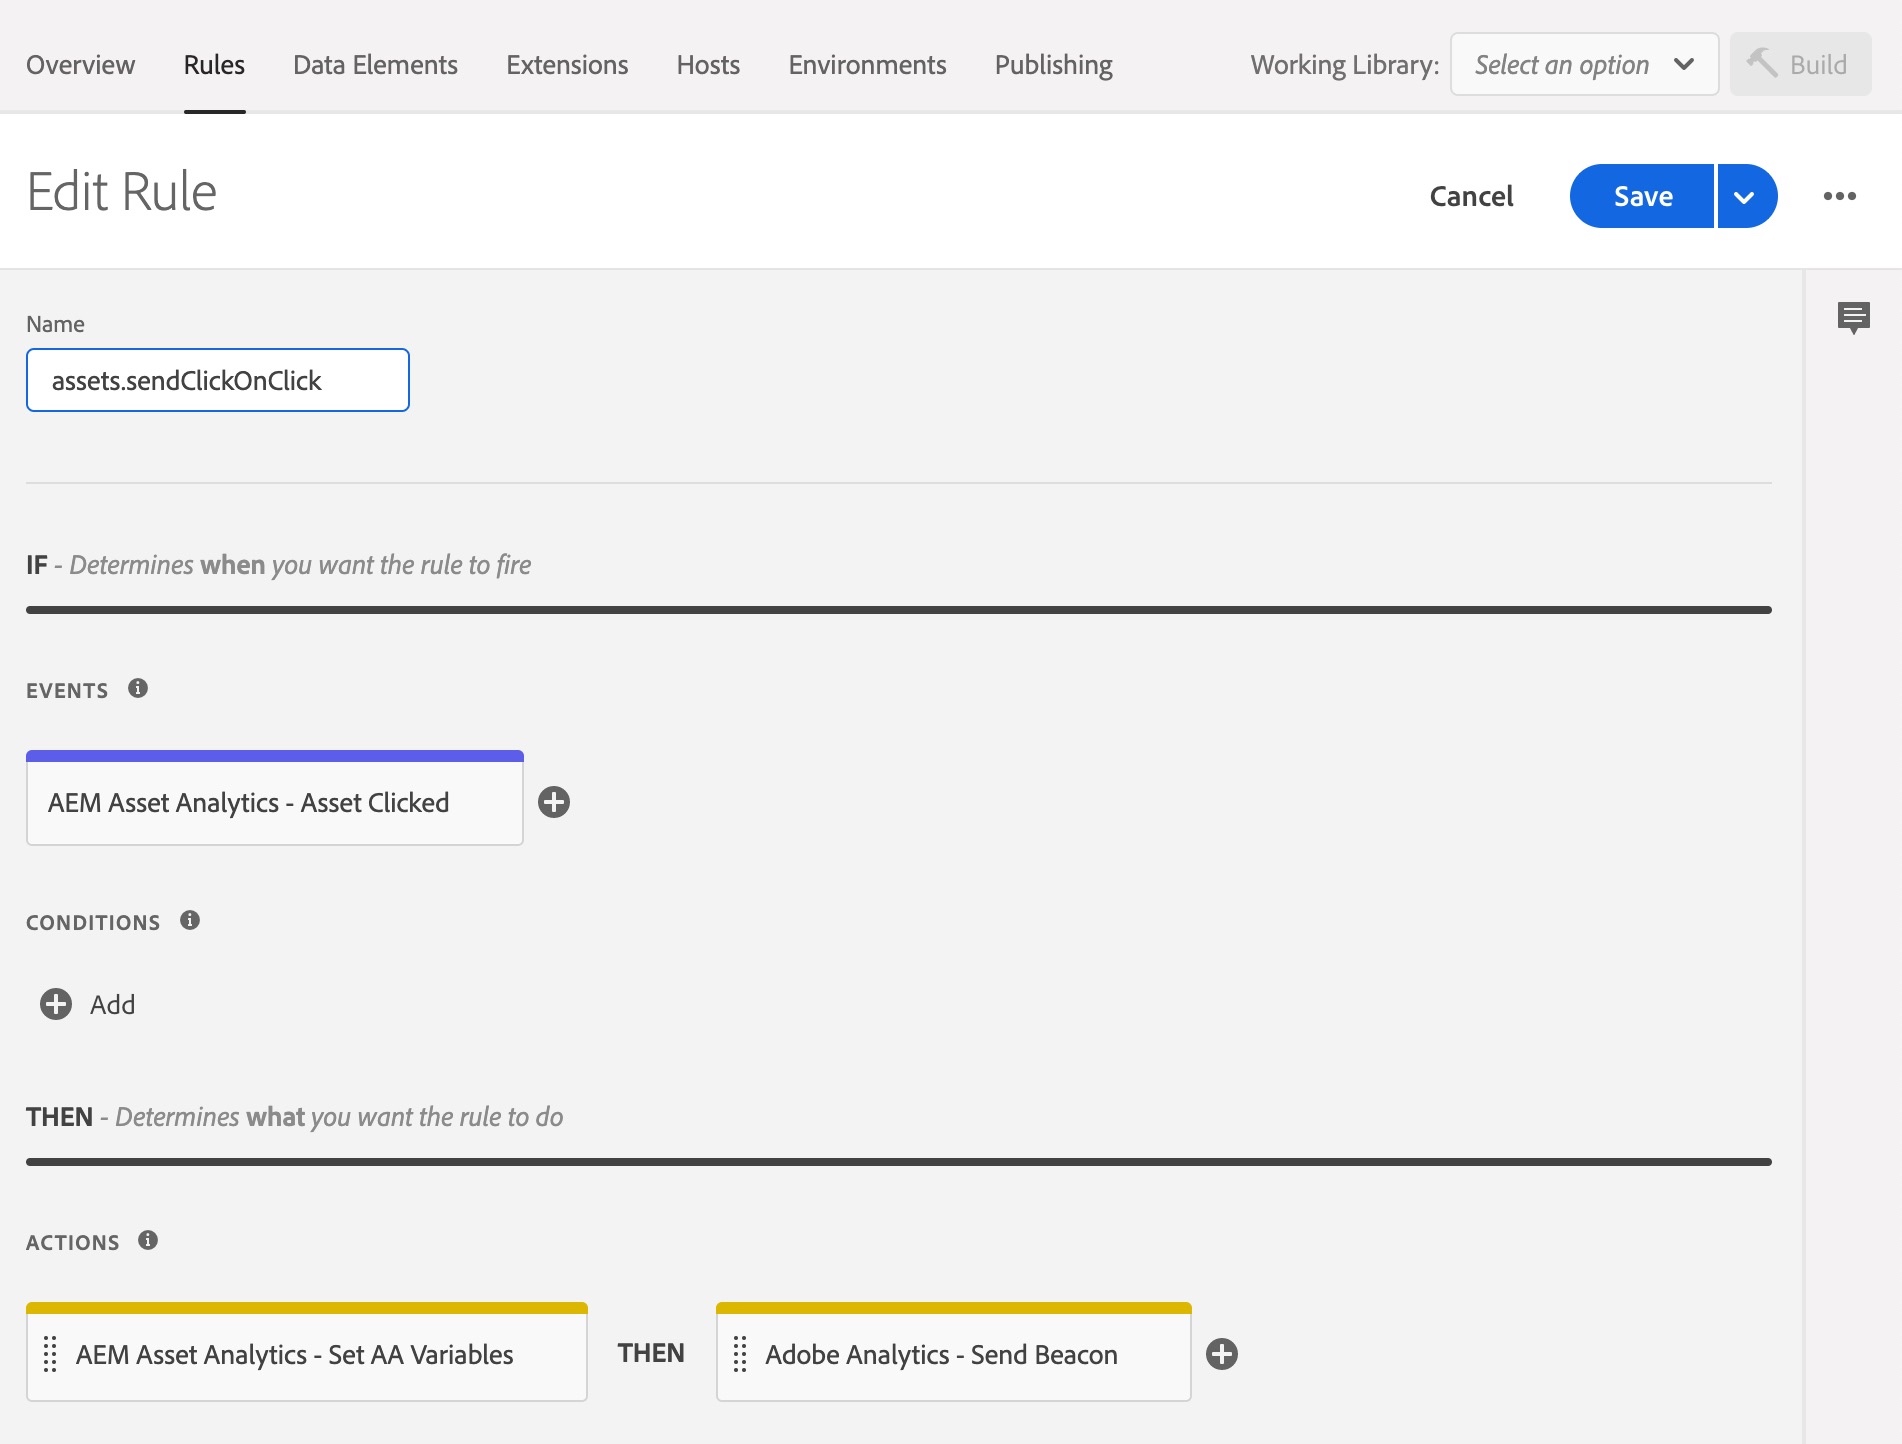 Overview Rules Data Elements Extensions Hosts Environments Publishing Working Library: Select an option Build
Edit Rule
Cancel Save
Name
assets.sendClickOnClick
IF - Determines when you want the rule to fire
EVENTS
AEM Asset Analytics - Asset Clicked
CONDITIONS
Add
THEN - Determines what you want the rule to do
ACTIONS
AEM Asset Analytics - Set AA Variables THEN Adobe Analytics - Send Beacon